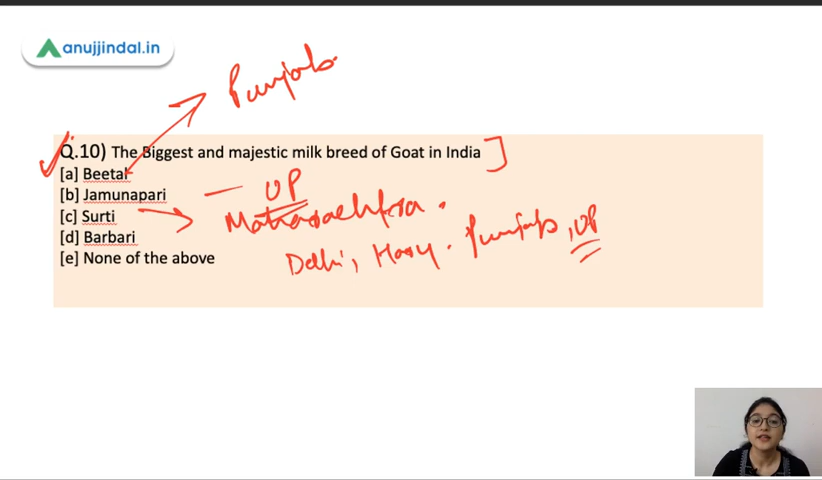 anujjindal.in
Punjab.
Q.10) The Biggest and majestic milk breed of Goat in India ]
[a] Beetal
[b] Jamunapari – UP
[c] Surti → Maharashtra.
[d] Barbari
Delhi, Hary. Punjab, UP
[e] None of the above